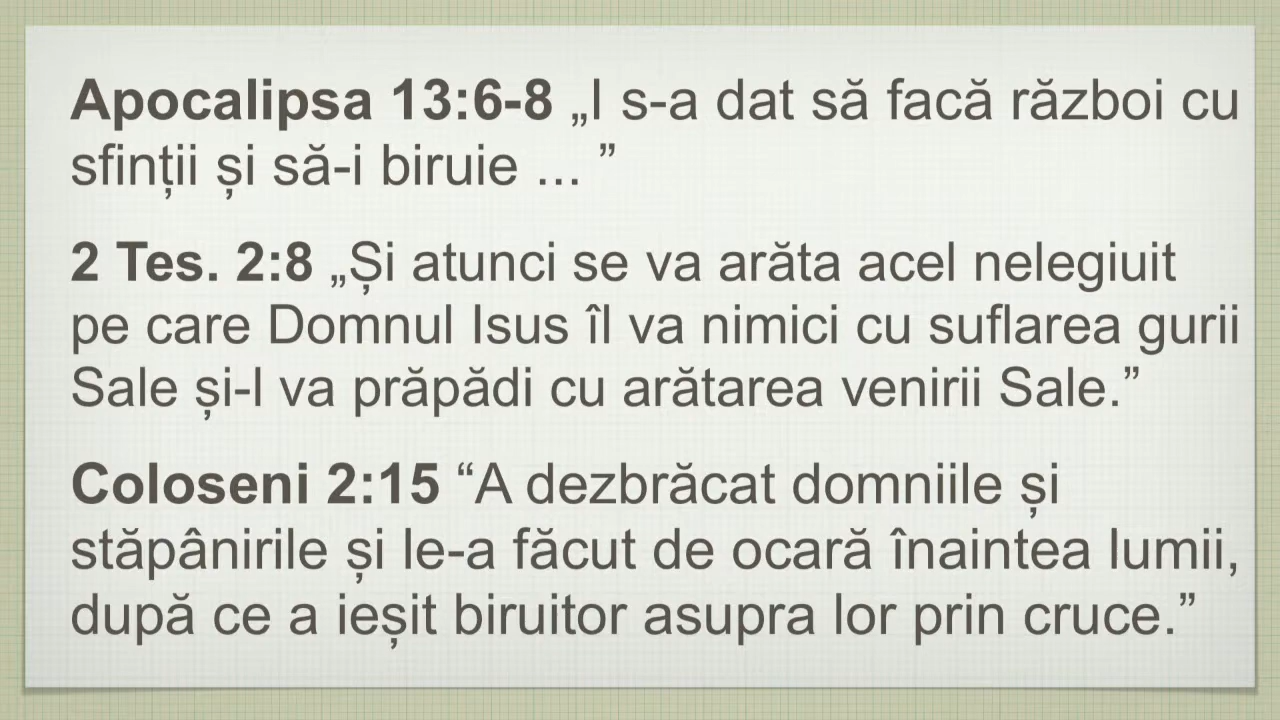 Apocalipsa 13:6-8 „I s-a dat să facă război cu
sfinții și să-i biruie ... ”
2 Tes. 2:8 „Și atunci se va arăta acel nelegiuit
pe care Domnul Isus îl va nimici cu suflarea gurii
Sale și-l va prăpădi cu arătarea venirii Sale.”
Coloseni 2:15 “A dezbrăcat domniile și
stăpânirile și le-a făcut de ocară înaintea lumii,
după ce a ieșit biruitor asupra lor prin cruce.”